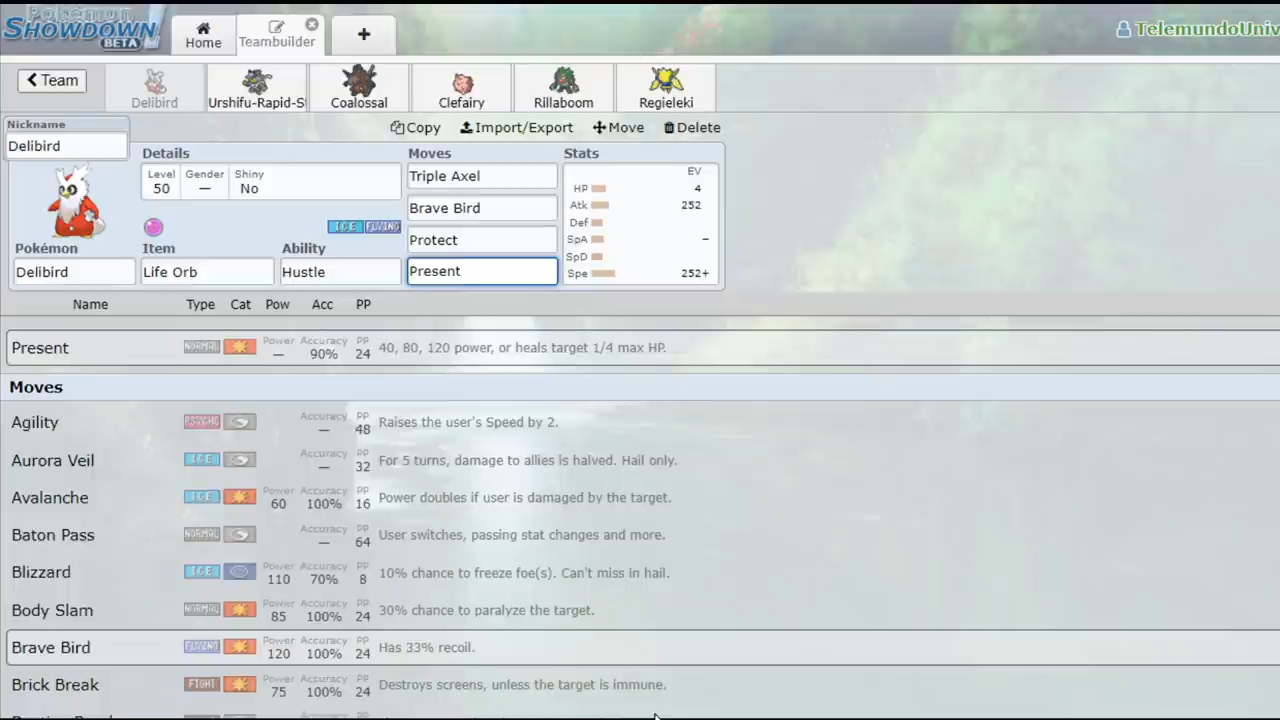 Pokémon
SHOWDOWN
BETA
Home
Teambuilder
+
TelemundoUniv
Team
Delibird
Urshifu-Rapid-S
Coalossal
Clefairy
Rillaboom
Regieleki
Nickname
Delibird
Copy
Import/Export
Move
Delete
Details
Level
50
Gender
—
Shiny
No
ICE
FLYING
Pokémon
Delibird
Item
Life Orb
Ability
Hustle
Moves
Triple Axel
Brave Bird
Protect
Present
Stats
EV
HP 4
Atk 252
Def
SpA –
SpD
Spe 252+
Name Type Cat Pow Acc PP
Present NORMAL Power — Accuracy 90% PP 24 40, 80, 120 power, or heals target 1/4 max HP.
Moves
Agility PSYCHC Accuracy — PP 48 Raises the user's Speed by 2.
Aurora Veil ICE Accuracy — PP 32 For 5 turns, damage to allies is halved. Hail only.
Avalanche ICE Power 60 Accuracy 100% PP 16 Power doubles if user is damaged by the target.
Baton Pass NORMAL Accuracy — PP 64 User switches, passing stat changes and more.
Blizzard ICE Power 110 Accuracy 70% PP 8 10% chance to freeze foe(s). Can't miss in hail.
Body Slam NORMAL Power 85 Accuracy 100% PP 24 30% chance to paralyze the target.
Brave Bird FLYING Power 120 Accuracy 100% PP 24 Has 33% recoil.
Brick Break FIGHT Power 75 Accuracy 100% PP 24 Destroys screens, unless the target is immune.
Accuracy PP